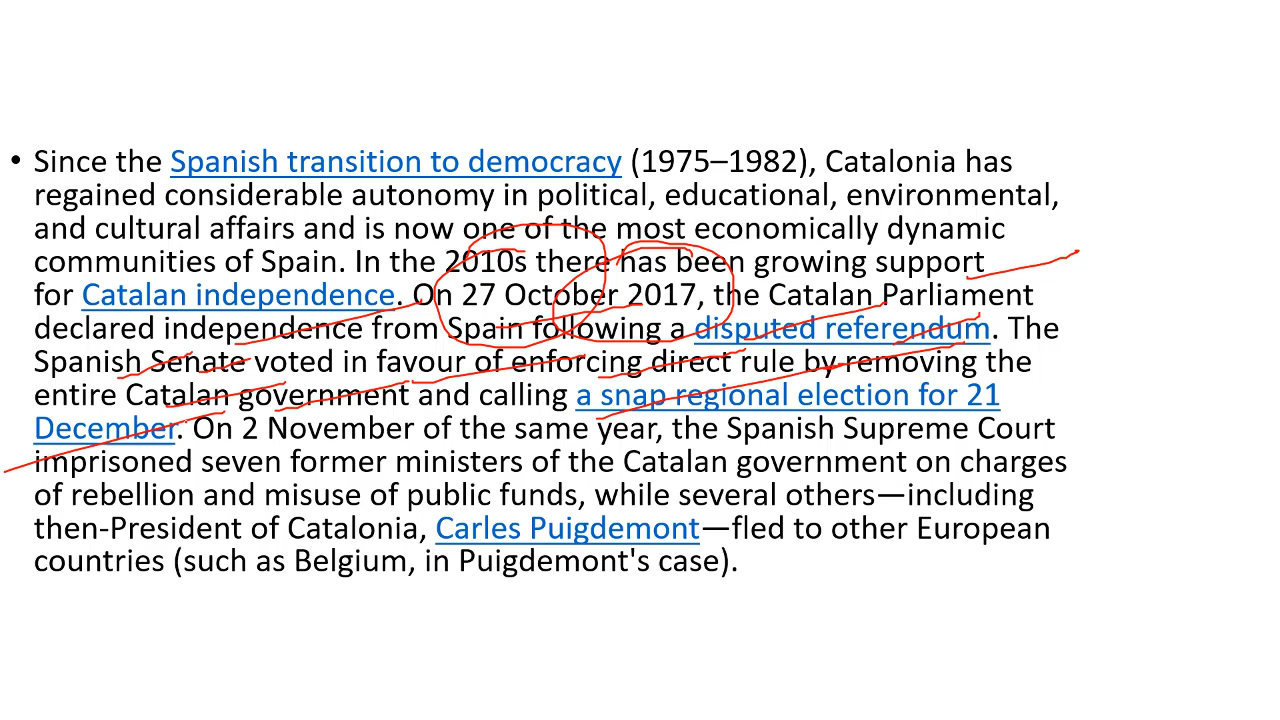 • Since the Spanish transition to democracy (1975–1982), Catalonia has
regained considerable autonomy in political, educational, environmental,
and cultural affairs and is now one of the most economically dynamic
communities of Spain. In the 2010s there has been growing support
for Catalan independence. On 27 October 2017, the Catalan Parliament
declared independence from Spain following a disputed referendum. The
Spanish Senate voted in favour of enforcing direct rule by removing the
entire Catalan government and calling a snap regional election for 21
December. On 2 November of the same year, the Spanish Supreme Court
imprisoned seven former ministers of the Catalan government on charges
of rebellion and misuse of public funds, while several others—including
then-President of Catalonia, Carles Puigdemont—fled to other European
countries (such as Belgium, in Puigdemont's case).